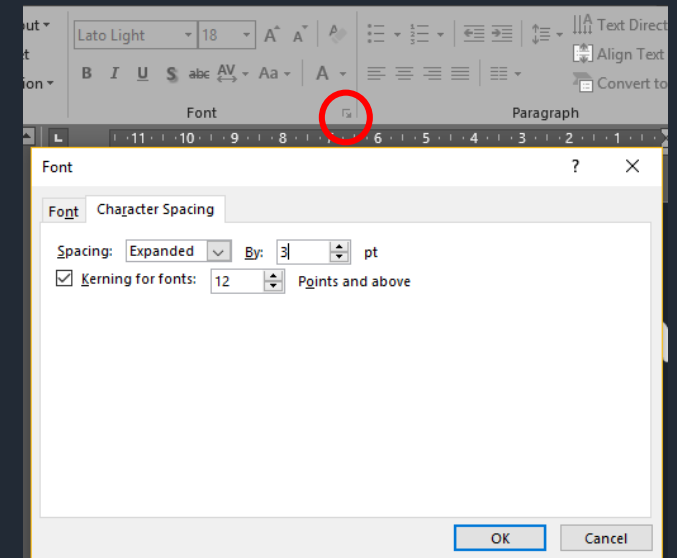 out
Lato Light 18 A A Text Direct
Align Text
ion B I U S abc AV Aa A Convert to
Font Paragraph
L 11 10 9 8 6 5 4 3 2 1
Font ?
Font Character Spacing
Spacing: Expanded By: 3 pt
Kerning for fonts: 12 Points and above
OK Cancel